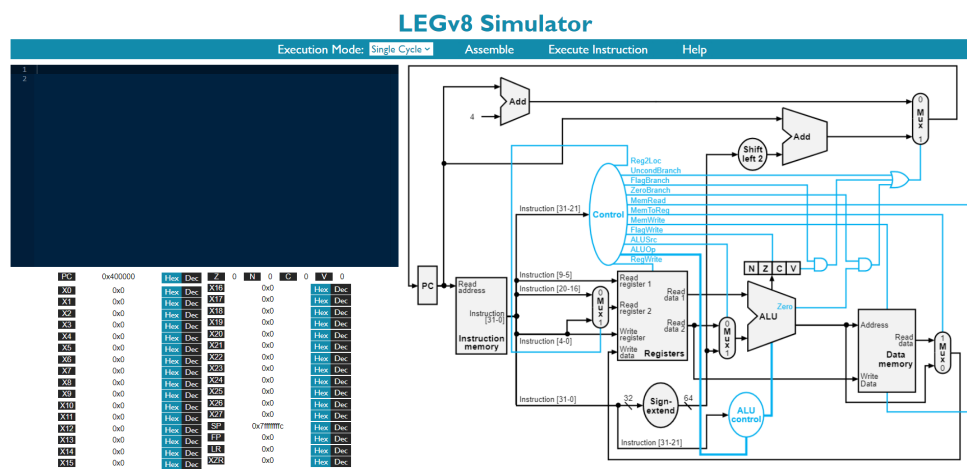 LEGv8 Simulator
Execution Mode: Single Cycle Assemble Execute Instruction Help
1
2
PC 0x400000 Hex Dec Z 0 N 0 C 0 V 0
X0 0x0 Hex Dec X16 0x0 Hex Dec
X1 0x0 Hex Dec X17 0x0 Hex Dec
X2 0x0 Hex Dec X18 0x0 Hex Dec
X3 0x0 Hex Dec X19 0x0 Hex Dec
X4 0x0 Hex Dec X20 0x0 Hex Dec
X5 0x0 Hex Dec X21 0x0 Hex Dec
X6 0x0 Hex Dec X22 0x0 Hex Dec
X7 0x0 Hex Dec X23 0x0 Hex Dec
X8 0x0 Hex Dec X24 0x0 Hex Dec
X9 0x0 Hex Dec X25 0x0 Hex Dec
X10 0x0 Hex Dec X26 0x0 Hex Dec
X11 0x0 Hex Dec X27 0x0 Hex Dec
X12 0x0 Hex Dec SP Hex Dec
X13 0x0 Hex Dec FP 0x0 Hex Dec
X14 0x0 Hex Dec LR 0x0 Hex Dec
X15 0x0 Hex Dec XZR 0x0 Hex Dec
Add
4
0
Mux
1
Add
Shift
left 2
Reg2Loc
UncondBranch
FlagBranch
ZeroBranch
MemRead
MemToReg
MemWrite
FlagWrite
ALUSrc
ALUOp
RegWrite
Control
Instruction [31-21]
N Z C V
PC
Read
address
Instruction
[31-0]
Instruction
memory
Instruction [9-5]
Instruction [20-16]
Instruction [4-0]
0
Mux
1
Read
register 1
Read
register 2
Write
register
Write
data
Read
data 1
Read
data 2
Registers
0
Mux
1
Zero
ALU
Address
Read
data
Data
memory
Write
Data
1
Mux
0
Instruction [31-0]
32
Sign-
extend
64
Instruction [31-21]
ALU
control